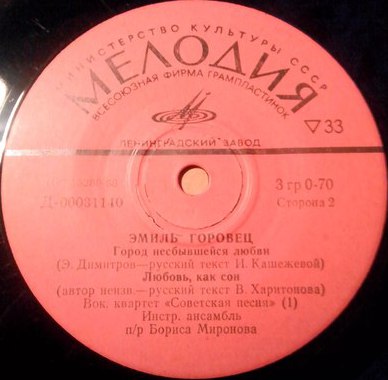 МИНИСТЕРСТВО КУЛЬТУРЫ СССР
МЕЛОДИЯ
ВСЕСОЮЗНАЯ ФИРМА ГРАМПЛАСТИНОК
▽33
ЛЕНИНГРАДСКИЙ ЗАВОД
3 гр 0-70
Д-00031140
Сторона 2
ЭМИЛЬ ГОРОВЕЦ
Город несбывшейся любви
(Э. Димитров—русский текст И. Кашежевой)
Любовь, как сон
(автор неизв.—русский текст В. Харитонова)
Вок. квартет «Советская песня» (1)
Инстр. ансамбль
п/р Бориса Миронова